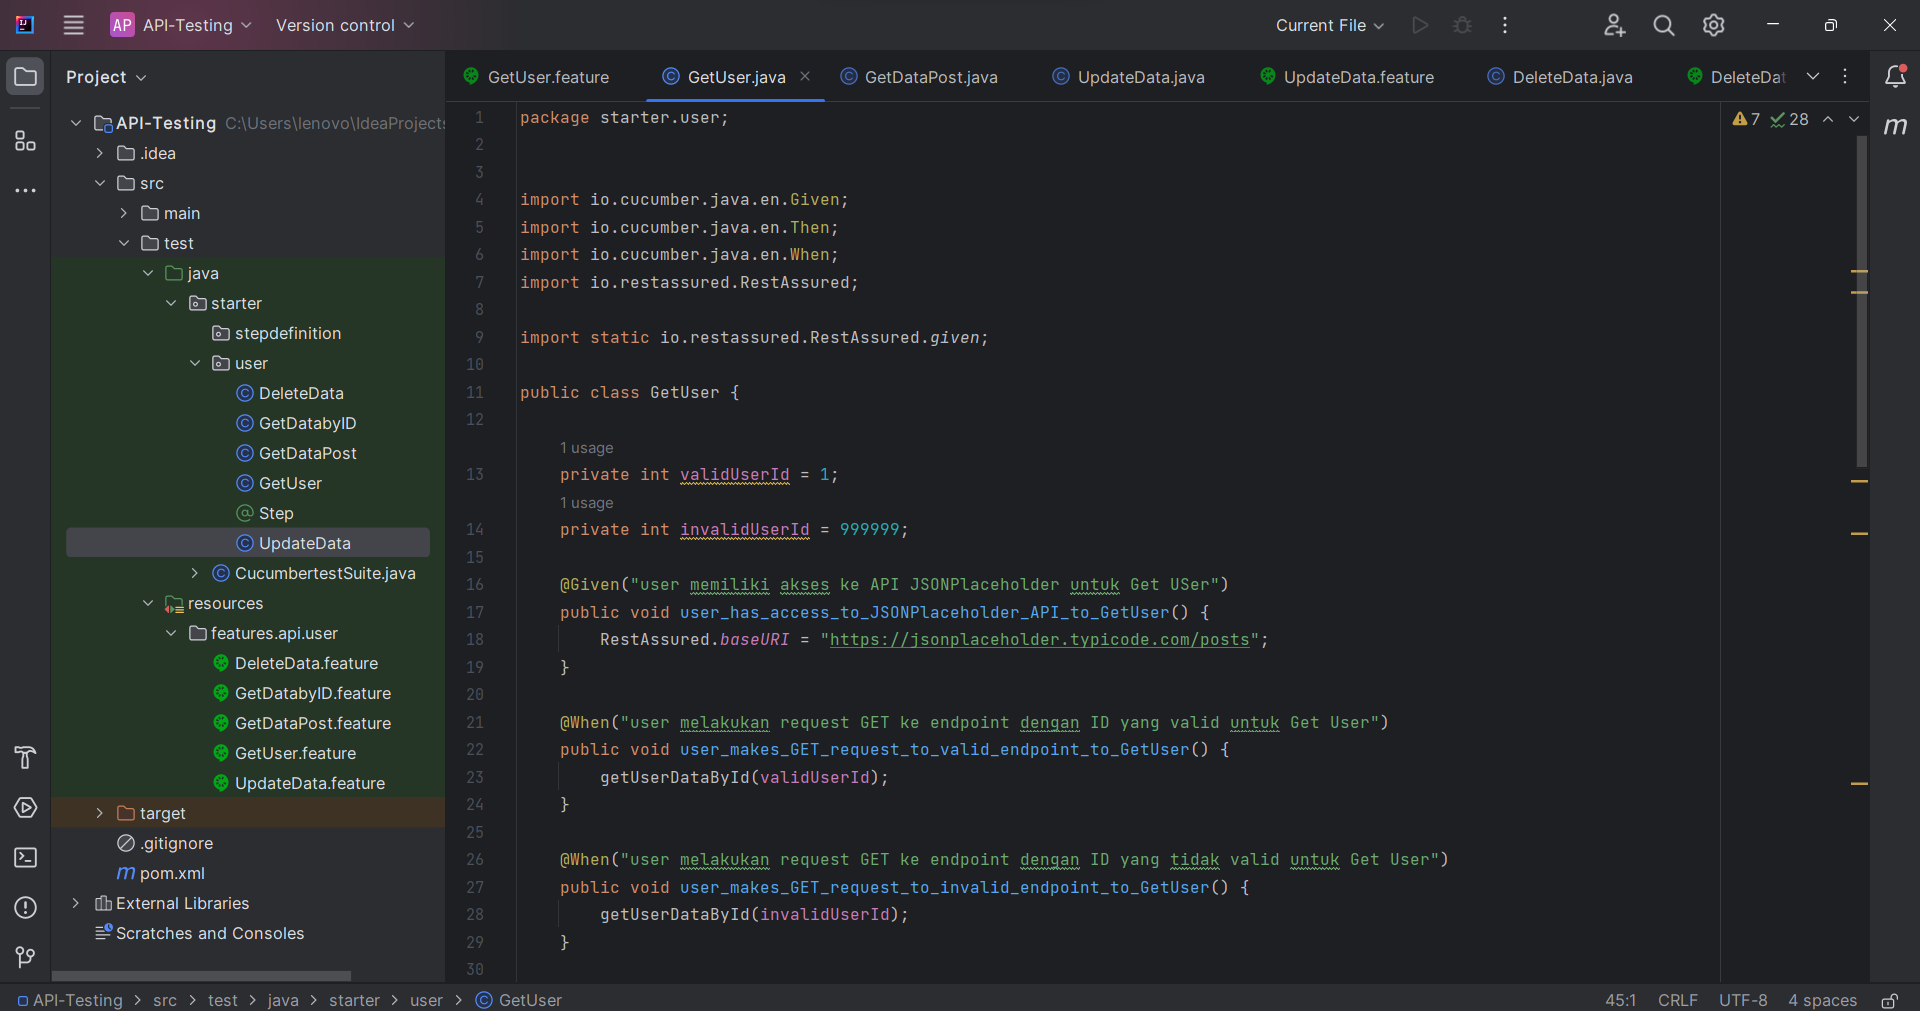 AP API-Testing Version control Current File
Project
GetUser.feature GetUser.java GetDataPost.java UpdateData.java UpdateData.feature DeleteData.java DeleteDat
API-Testing C:\Users\lenovo\IdeaProjects
.idea
src
main
test
java
starter
stepdefinition
user
DeleteData
GetDatabyID
GetDataPost
GetUser
Step
UpdateData
CucumbertestSuite.java
resources
features.api.user
DeleteData.feature
GetDatabyID.feature
GetDataPost.feature
GetUser.feature
UpdateData.feature
target
.gitignore
m pom.xml
External Libraries
Scratches and Consoles
7 28
m
1 package starter.user;
2
3
4 import io.cucumber.java.en.Given;
5 import io.cucumber.java.en.Then;
6 import io.cucumber.java.en.When;
7 import io.restassured.RestAssured;
8
9 import static io.restassured.RestAssured.given;
10
11 public class GetUser {
12
1 usage
13 private int validUserId = 1;
1 usage
14 private int invalidUserId = 999999;
15
16 @Given("user memiliki akses ke API JSONPlaceholder untuk Get USer")
17 public void user_has_access_to_JSONPlaceholder_API_to_GetUser() {
18 RestAssured.baseURI = "https://jsonplaceholder.typicode.com/posts";
19 }
20
21 @When("user melakukan request GET ke endpoint dengan ID yang valid untuk Get User")
22 public void user_makes_GET_request_to_valid_endpoint_to_GetUser() {
23 getUserDataById(validUserId);
24 }
25
26 @When("user melakukan request GET ke endpoint dengan ID yang tidak valid untuk Get User")
27 public void user_makes_GET_request_to_invalid_endpoint_to_GetUser() {
28 getUserDataById(invalidUserId);
29 }
30
API-Testing > src > test > java > starter > user > GetUser 45:1 CRLF UTF-8 4 spaces